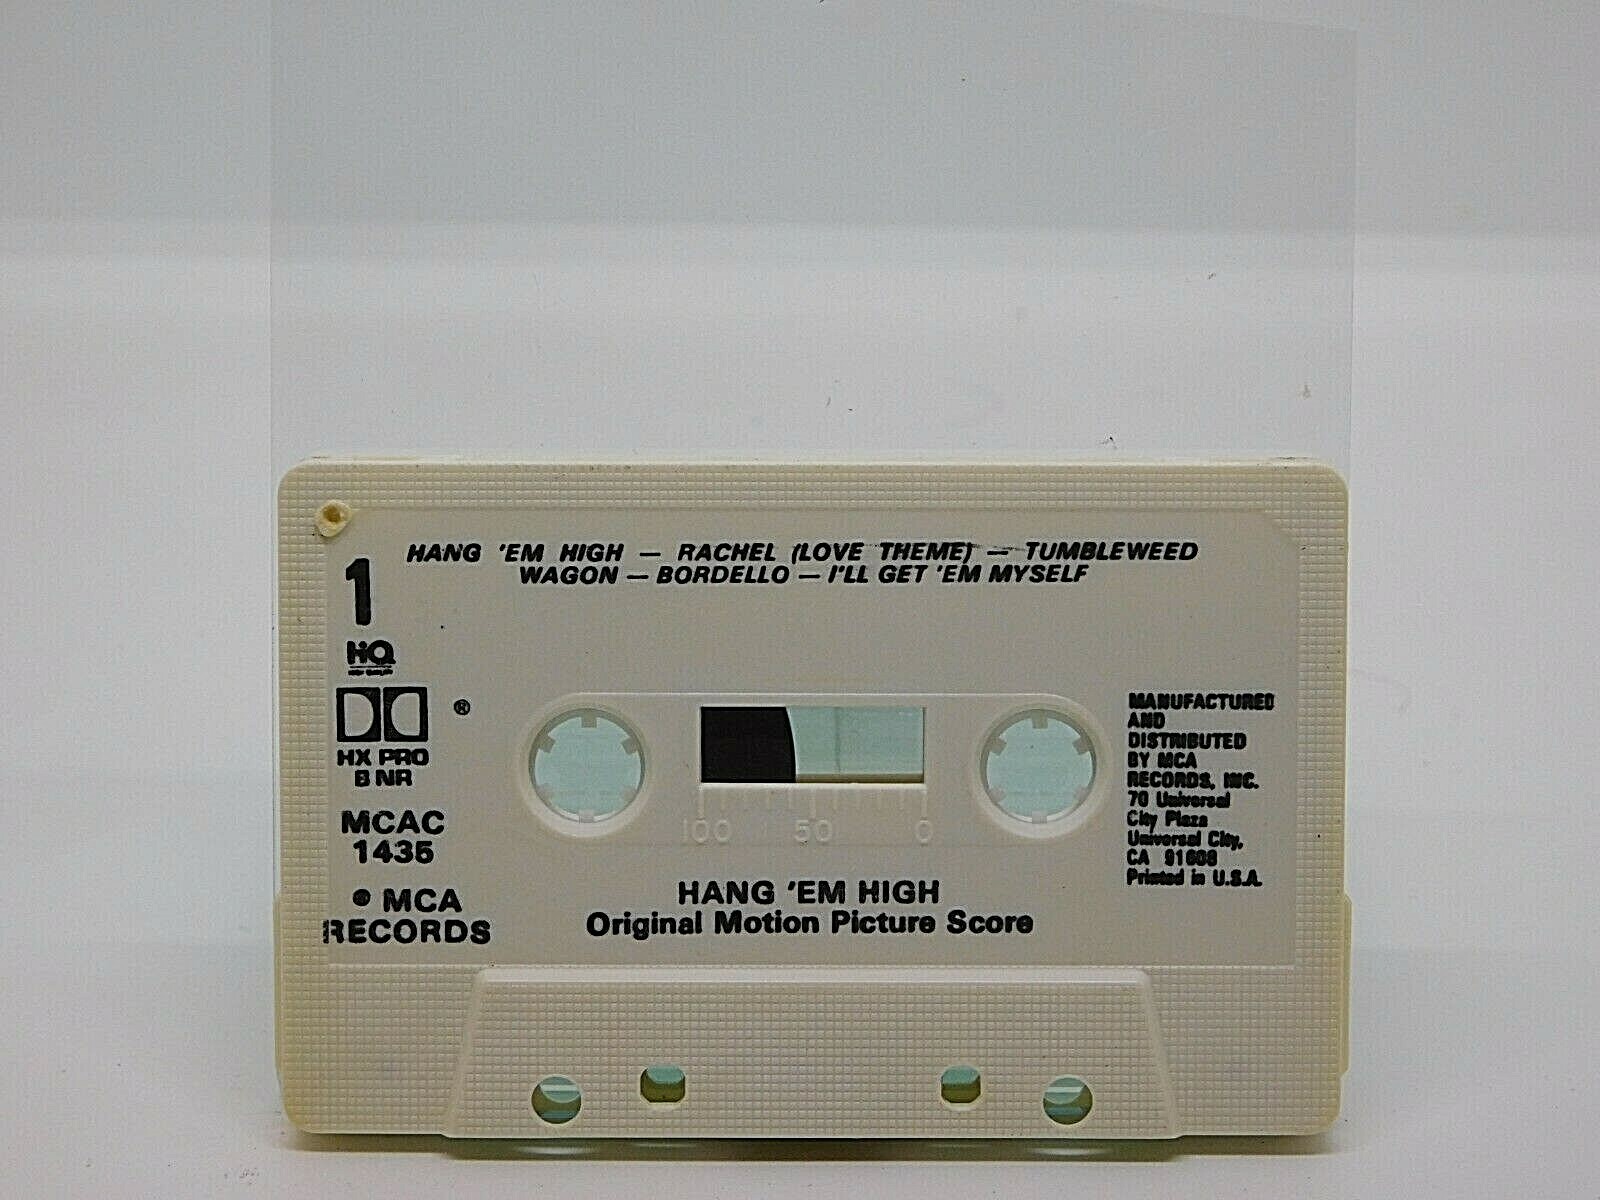 HANG 'EM HIGH — RACHEL (LOVE THEME) — TUMBLEWEED
WAGON — BORDELLO — I'LL GET 'EM MYSELF
1
HQ
®
HX PRO
B NR
MCAC
1435
℗ MCA
RECORDS
100 50 0
MANUFACTURED
AND
DISTRIBUTED
BY MCA
RECORDS, INC.
70 Universal
City Plaza
Universal City,
CA 91608
Printed in U.S.A.
HANG 'EM HIGH
Original Motion Picture Score